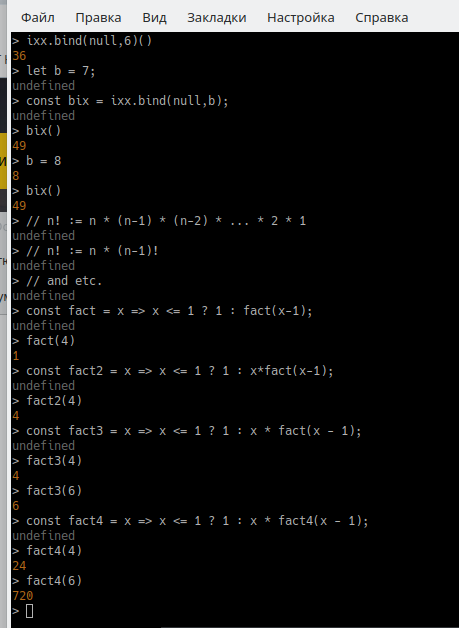 Файл Правка Вид Закладки Настройка Справка
> ixx.bind(null,6)()
36
> let b = 7;
undefined
> const bix = ixx.bind(null,b);
undefined
> bix()
49
> b = 8
8
> bix()
49
> // n! := n * (n-1) * (n-2) * ... * 2 * 1
undefined
> // n! := n * (n-1)!
undefined
> // and etc.
undefined
> const fact = x => x <= 1 ? 1 : fact(x-1);
undefined
> fact(4)
1
> const fact2 = x => x <= 1 ? 1 : x*fact(x-1);
undefined
> fact2(4)
4
> const fact3 = x => x <= 1 ? 1 : x * fact(x - 1);
undefined
> fact3(4)
4
> fact3(6)
6
> const fact4 = x => x <= 1 ? 1 : x * fact4(x - 1);
undefined
> fact4(4)
24
> fact4(6)
720
>